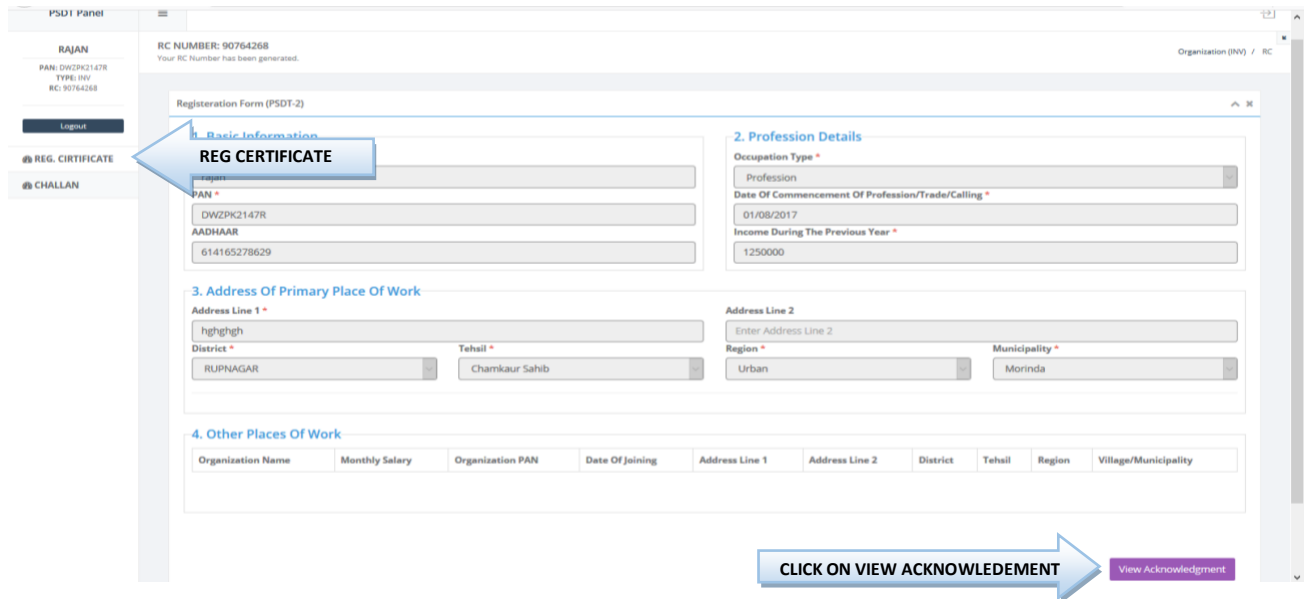 PSDT Panel
RAJAN
PAN: DWZPK2147R
TYPE: INV
RC: 90764268
Logout
REG. CIRTIFICATE
CHALLAN
RC NUMBER: 90764268
Your RC Number has been generated.
Organization (INV) / RC
Registeration Form (PSDT-2)
1. Basic Information
REG CERTIFICATE
rajan
PAN *
DWZPK2147R
AADHAAR
614165278629
2. Profession Details
Occupation Type *
Profession
Date Of Commencement Of Profession/Trade/Calling *
01/08/2017
Income During The Previous Year *
1250000
3. Address Of Primary Place Of Work
Address Line 1 *
Address Line 2
hghghgh
Enter Address Line 2
District *
Tehsil *
Region *
Municipality *
RUPNAGAR
Chamkaur Sahib
Urban
Morinda
4. Other Places Of Work
Organization Name Monthly Salary Organization PAN Date Of Joining Address Line 1 Address Line 2 District Tehsil Region Village/Municipality
CLICK ON VIEW ACKNOWLEDEMENT
View Acknowledgment